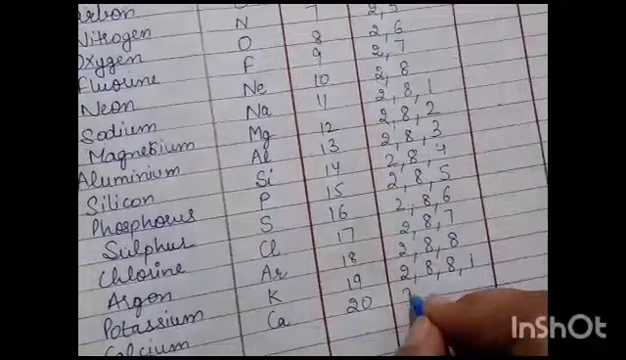 Carbon
Nitrogen N 7 2, 5
Oxygen O 8 2, 6
Fluorine F 9 2, 7
Neon Ne 10 2, 8
Sodium Na 11 2, 8, 1
Magnesium Mg 12 2, 8, 2
Aluminium Al 13 2, 8, 3
Silicon Si 14 2, 8, 4
Phosphorus P 15 2, 8, 5
Sulphur S 16 2, 8, 6
Chlorine Cl 17 2, 8, 7
Argon Ar 18 2, 8, 8
Potassium K 19 2, 8, 8, 1
Calcium Ca 20
InShOt